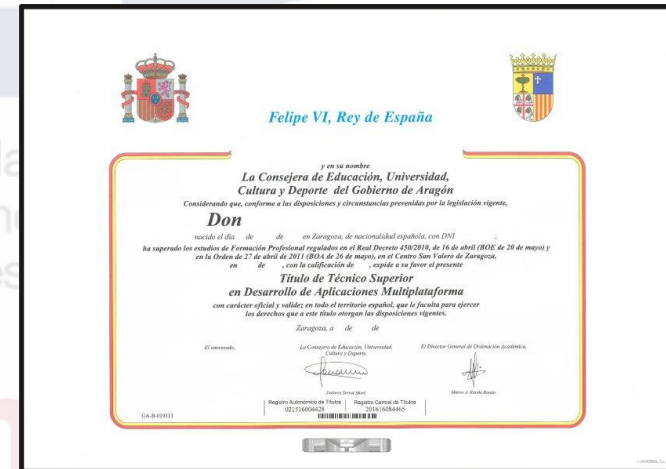 Felipe VI, Rey de España
y en su nombre
La Consejera de Educación, Universidad,
Cultura y Deporte del Gobierno de Aragón
Considerando que, conforme a las disposiciones y circunstancias prevenidas por la legislación vigente,
Don
nacido el día de de en Zaragoza, de nacionalidad española, con DNI ,
ha superado los estudios de Formación Profesional regulados en el Real Decreto 450/2010, de 16 de abril (BOE de 20 de mayo) y
en la Orden de 27 de abril de 2011 (BOA de 26 de mayo), en el Centro San Valero de Zaragoza,
en de , con la calificación de , expide a su favor el presente
Título de Técnico Superior
en Desarrollo de Aplicaciones Multiplataforma
con carácter oficial y validez en todo el territorio español, que le faculta para ejercer
los derechos que a este título otorgan las disposiciones vigentes.
Zaragoza, a de de
El interesado, La Consejera de Educación, Universidad, El Director General de Ordenación Académica,
Cultura y Deporte,
Registro Autonómico de Títulos Registro Central de Títulos
021516004428 201616084465